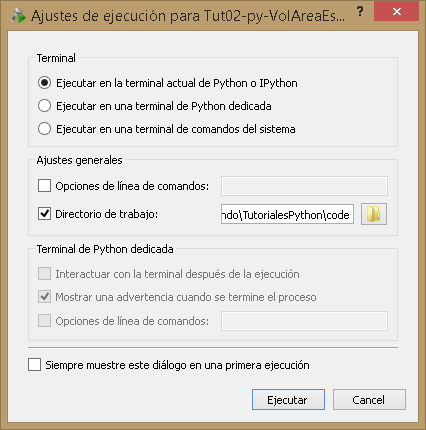 Ajustes de ejecución para Tut02-py-VolAreaEs...
Terminal
Ejecutar en la terminal actual de Python o IPython
Ejecutar en una terminal de Python dedicada
Ejecutar en una terminal de comandos del sistema
Ajustes generales
Opciones de línea de comandos:
Directorio de trabajo: ndo\TutorialesPython\code
Terminal de Python dedicada
Interactuar con la terminal después de la ejecución
Mostrar una advertencia cuando se termine el proceso
Opciones de línea de comandos:
Siempre muestre este diálogo en una primera ejecución
Ejecutar Cancel